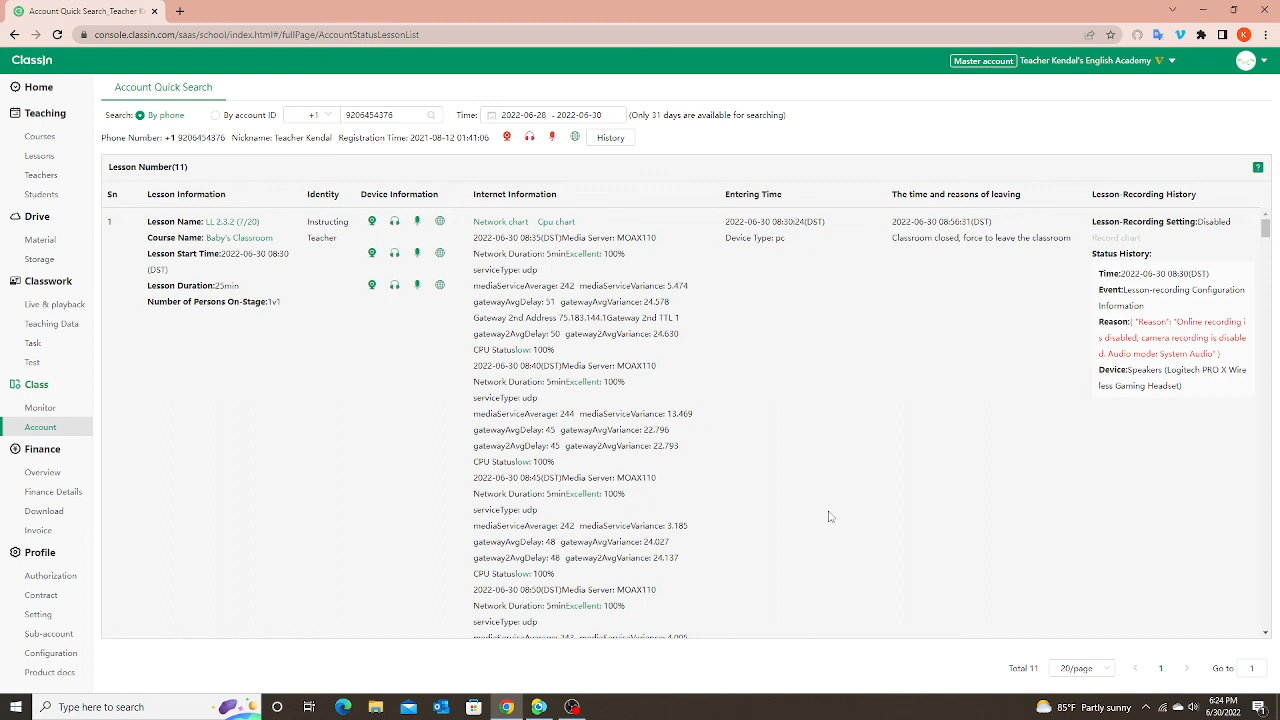 Account Quick Search_Teacher Ke
console.classin.com/saas/school/index.html#/fullPage/AccountStatusLessonList
K
ClassIn
Master account Teacher Kendal's English Academy V
Home
Teaching
Courses
Lessons
Teachers
Students
Drive
Material
Storage
Classwork
Live & playback
Teaching Data
Task
Test
Class
Monitor
Account
Finance
Overview
Finance Details
Download
Invoice
Profile
Authorization
Contract
Setting
Sub-account
Configuration
Product docs
Account Quick Search
Search: By phone By account ID +1 9206454376 Time: 2022-06-28 - 2022-06-30 (Only 31 days are available for searching)
Phone Number: +1 9206454376 Nickname: Teacher Kendal Registration Time: 2021-08-12 01:41:06 History
Lesson Number(11) ?
Sn Lesson Information Identity Device Information Internet Information Entering Time The time and reasons of leaving Lesson-Recording History
1
Lesson Name: LL 2.3.2 (7/20)
Course Name: Baby's Classroom
Lesson Start Time:2022-06-30 08:30
(DST)
Lesson Duration:25min
Number of Persons On-Stage:1v1
Instructing
Teacher
Network chart Cpu chart
2022-06-30 08:35(DST)Media Server: MOAX110
Network Duration: 5minExcellent: 100%
serviceType: udp
mediaServiceAverage: 242 mediaServiceVariance: 5.474
gatewayAvgDelay: 51 gatewayAvgVariance: 24.578
Gateway 2nd Address 75.183.144.1Gateway 2nd TTL 1
gateway2AvgDelay: 50 gateway2AvgVariance: 24.630
CPU Statuslow: 100%
2022-06-30 08:40(DST)Media Server: MOAX110
Network Duration: 5minExcellent: 100%
serviceType: udp
mediaServiceAverage: 244 mediaServiceVariance: 13.469
gatewayAvgDelay: 45 gatewayAvgVariance: 22.796
gateway2AvgDelay: 45 gateway2AvgVariance: 22.793
CPU Statuslow: 100%
2022-06-30 08:45(DST)Media Server: MOAX110
Network Duration: 5minExcellent: 100%
serviceType: udp
mediaServiceAverage: 242 mediaServiceVariance: 3.185
gatewayAvgDelay: 48 gatewayAvgVariance: 24.027
gateway2AvgDelay: 48 gateway2AvgVariance: 24.137
CPU Statuslow: 100%
2022-06-30 08:50(DST)Media Server: MOAX110
Network Duration: 5minExcellent: 100%
serviceType: udp
mediaServiceAverage: 243 mediaServiceVariance: 4.005
2022-06-30 08:30:24(DST)
Device Type: pc
2022-06-30 08:56:31(DST)
Classroom closed, force to leave the classroom
Lesson-Recording Setting:Disabled
Record chart
Status History:
Time:2022-06-30 08:30(DST)
Event:Lesson-recording Configuration
Information
Reason:{ "Reason": "Online recording i
s disabled, camera recording is disable
d. Audio mode: System Audio" }
Device:Speakers (Logitech PRO X Wire
less Gaming Headset)
Total 11 20/page 1 Go to 1
Type here to search
85°F Partly sunny
6:24 PM
6/30/2022